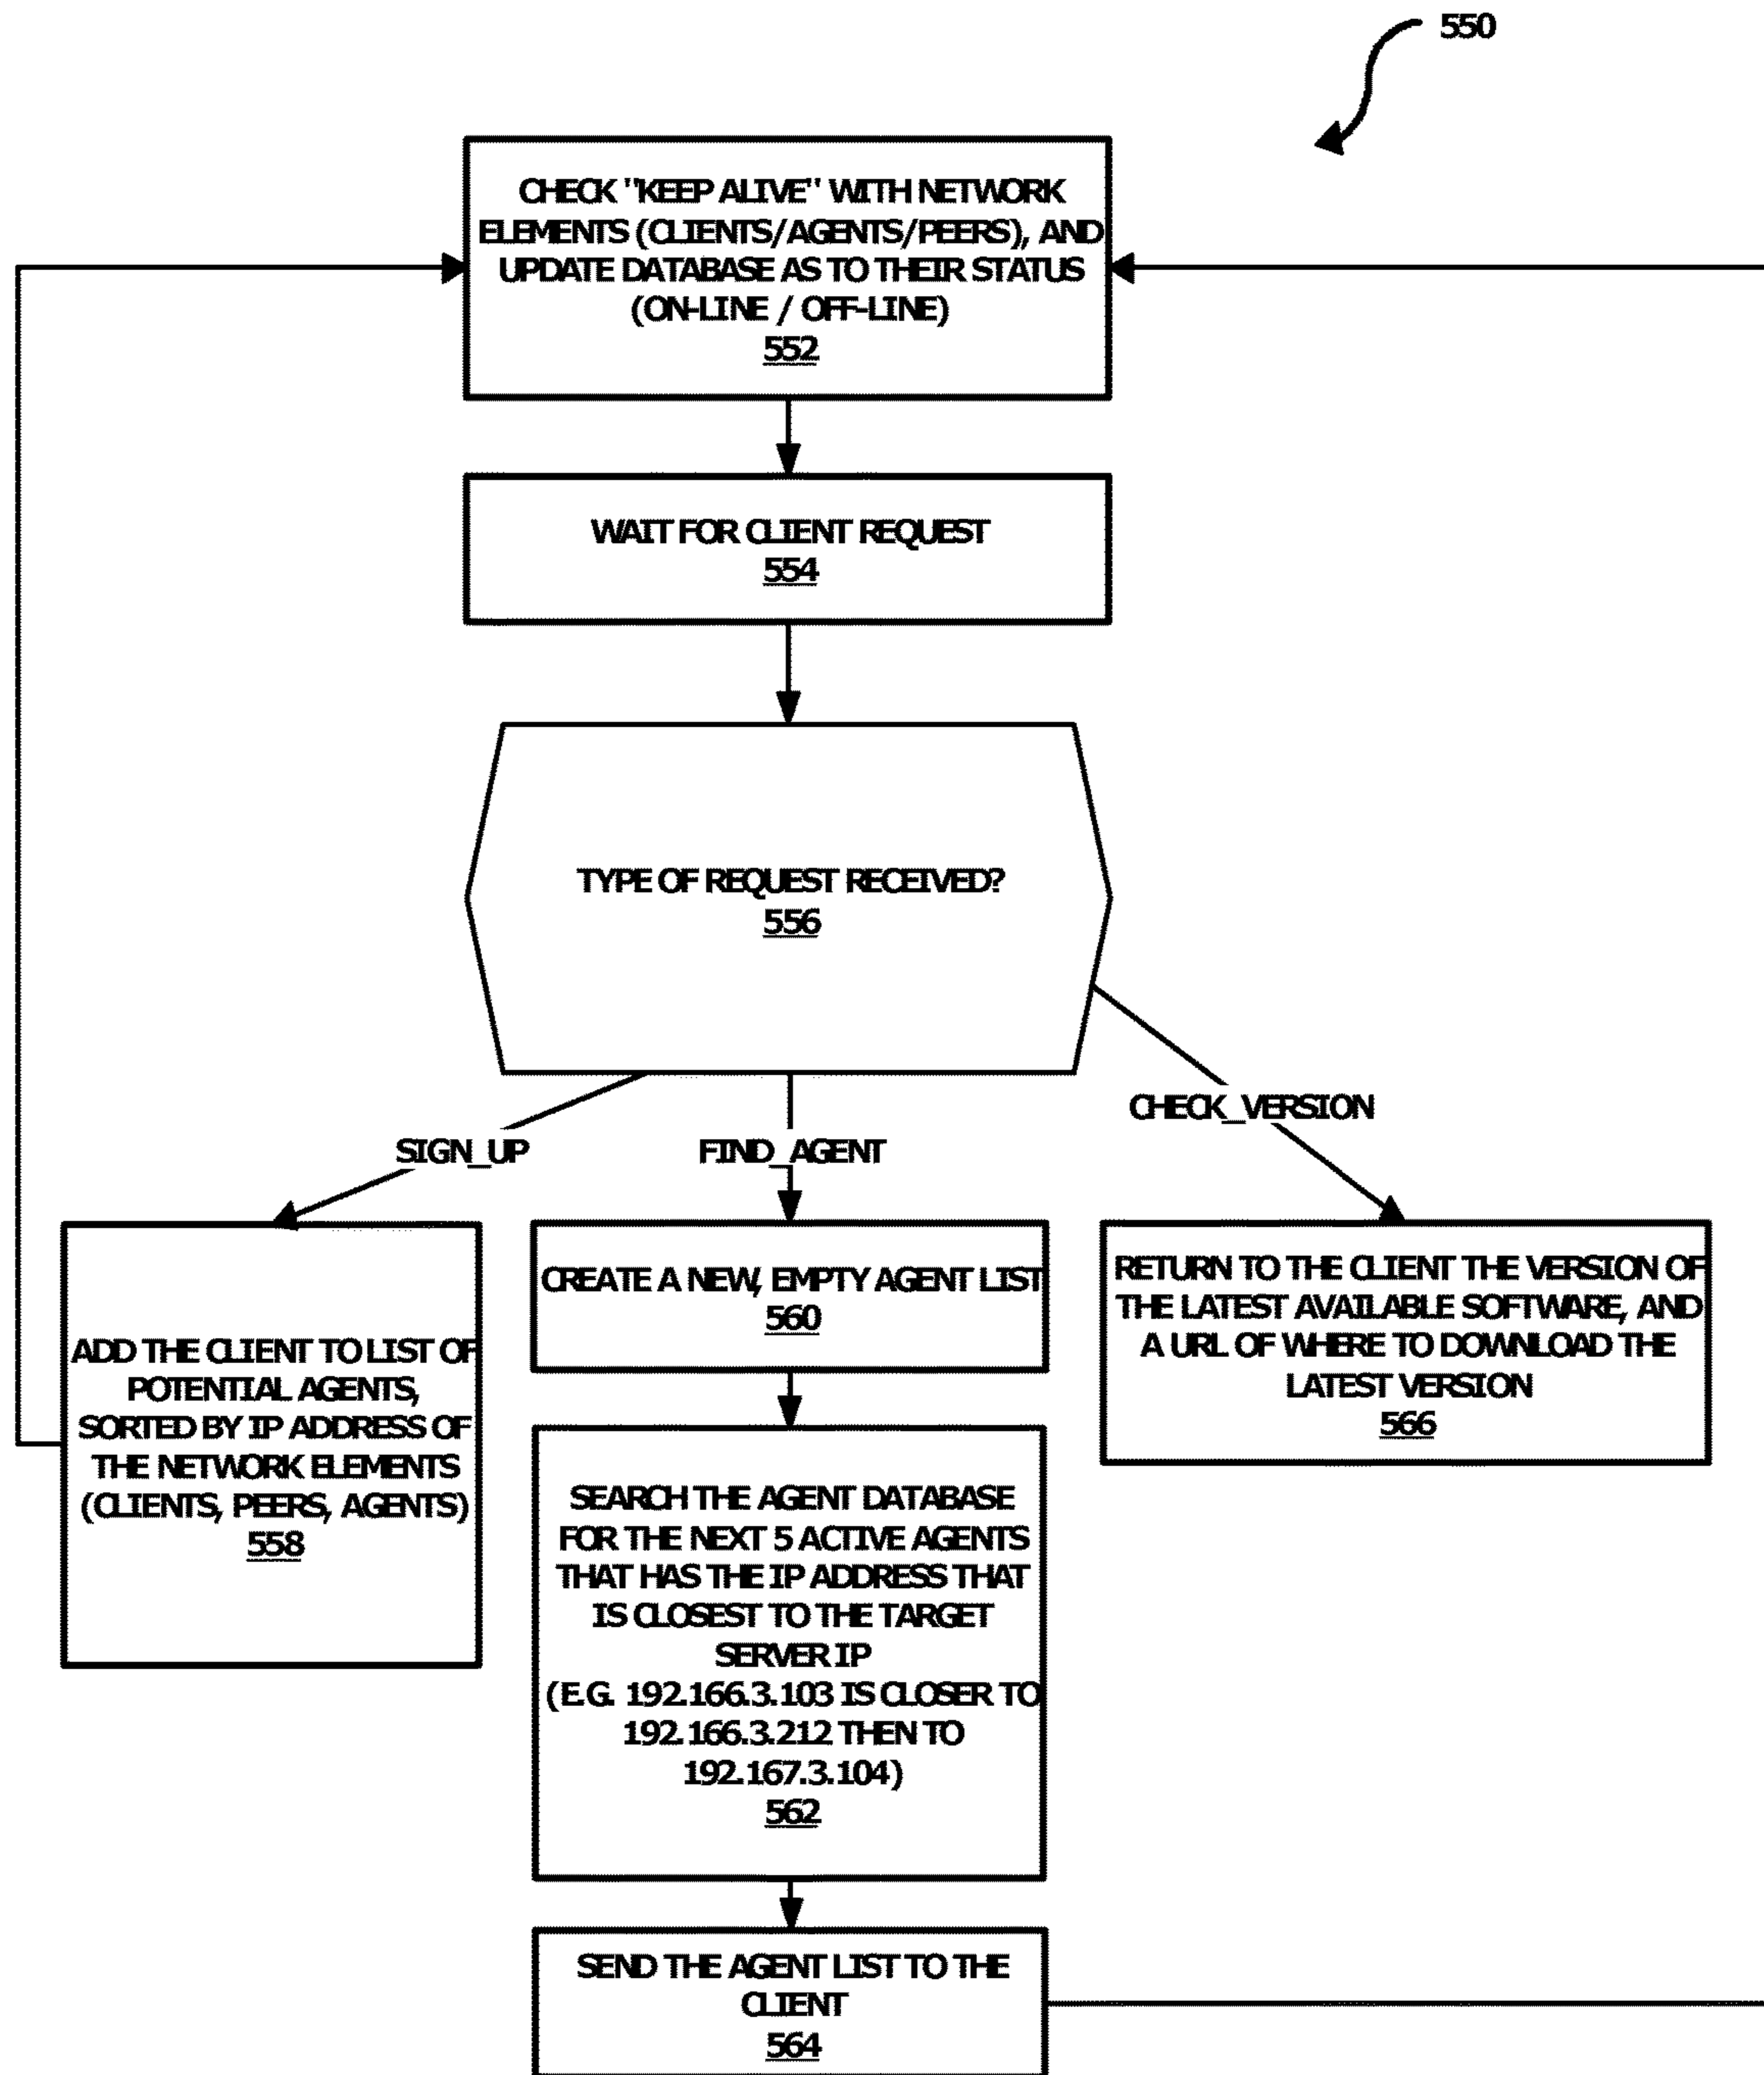 550
CHECK "KEEP ALIVE" WITH NETWORK
ELEMENTS (CLIENTS/AGENTS/PEERS), AND
UPDATE DATABASE AS TO THEIR STATUS
(ON-LINE / OFF-LINE)
552
WAIT FOR CLIENT REQUEST
554
TYPE OF REQUEST RECEIVED?
556
SIGN_UP
FIND_AGENT
CHECK_VERSION
ADD THE CLIENT TO LIST OF
POTENTIAL AGENTS,
SORTED BY IP ADDRESS OF
THE NETWORK ELEMENTS
(CLIENTS, PEERS, AGENTS)
558
CREATE A NEW, EMPTY AGENT LIST
560
SEARCH THE AGENT DATABASE
FOR THE NEXT 5 ACTIVE AGENTS
THAT HAS THE IP ADDRESS THAT
IS CLOSEST TO THE TARGET
SERVER IP
(E.G. 192.166.3.103 IS CLOSER TO
192.166.3.212 THEN TO
192.167.3.104)
562
SEND THE AGENT LIST TO THE
CLIENT
564
RETURN TO THE CLIENT THE VERSION OF
THE LATEST AVAILABLE SOFTWARE, AND
A URL OF WHERE TO DOWNLOAD THE
LATEST VERSION
566